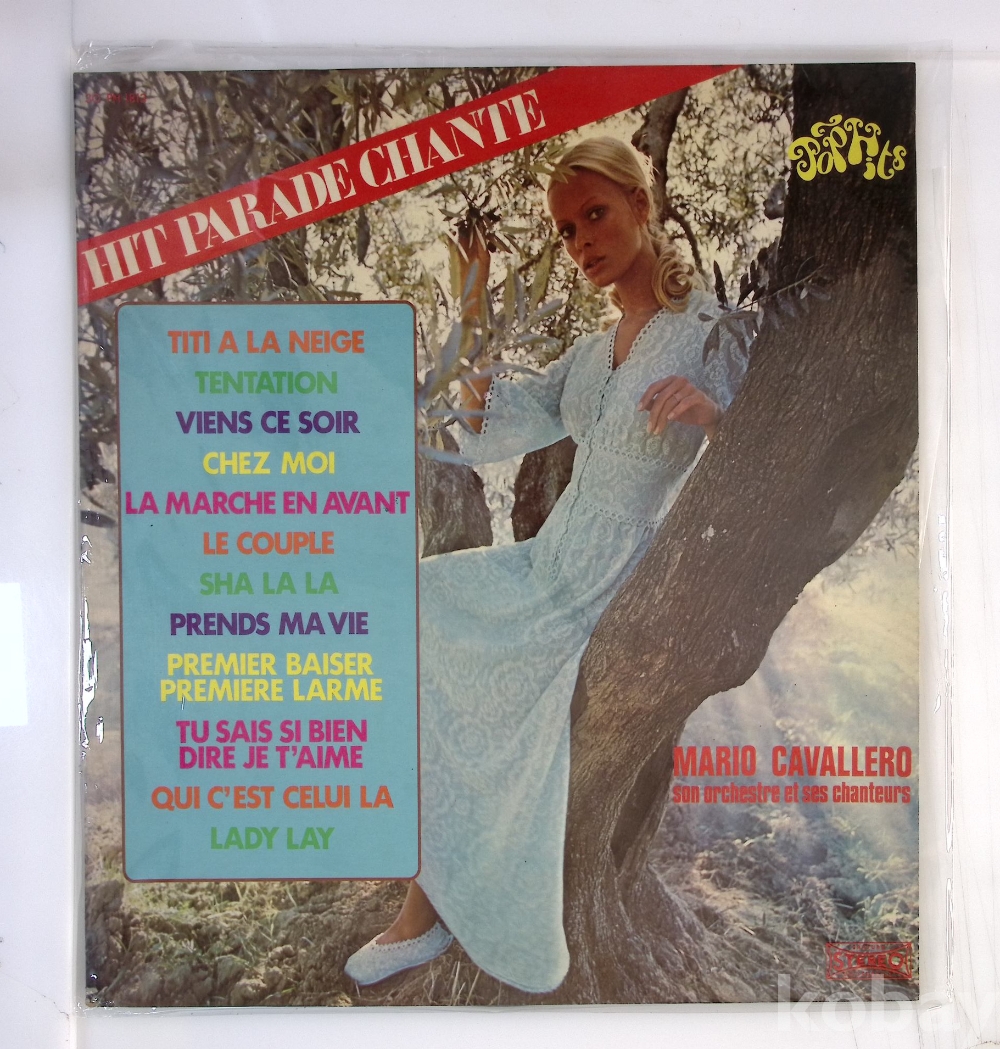 HIT PARADE CHANTE
POP Hits
TITI A LA NEIGE
TENTATION
VIENS CE SOIR
CHEZ MOI
LA MARCHE EN AVANT
LE COUPLE
SHA LA LA
PRENDS MA VIE
PREMIER BAISER
PREMIERE LARME
TU SAIS SI BIEN
DIRE JE T'AIME
QUI C'EST CELUI LA
LADY LAY
MARIO CAVALLERO
son orchestre et ses chanteurs
STEREO